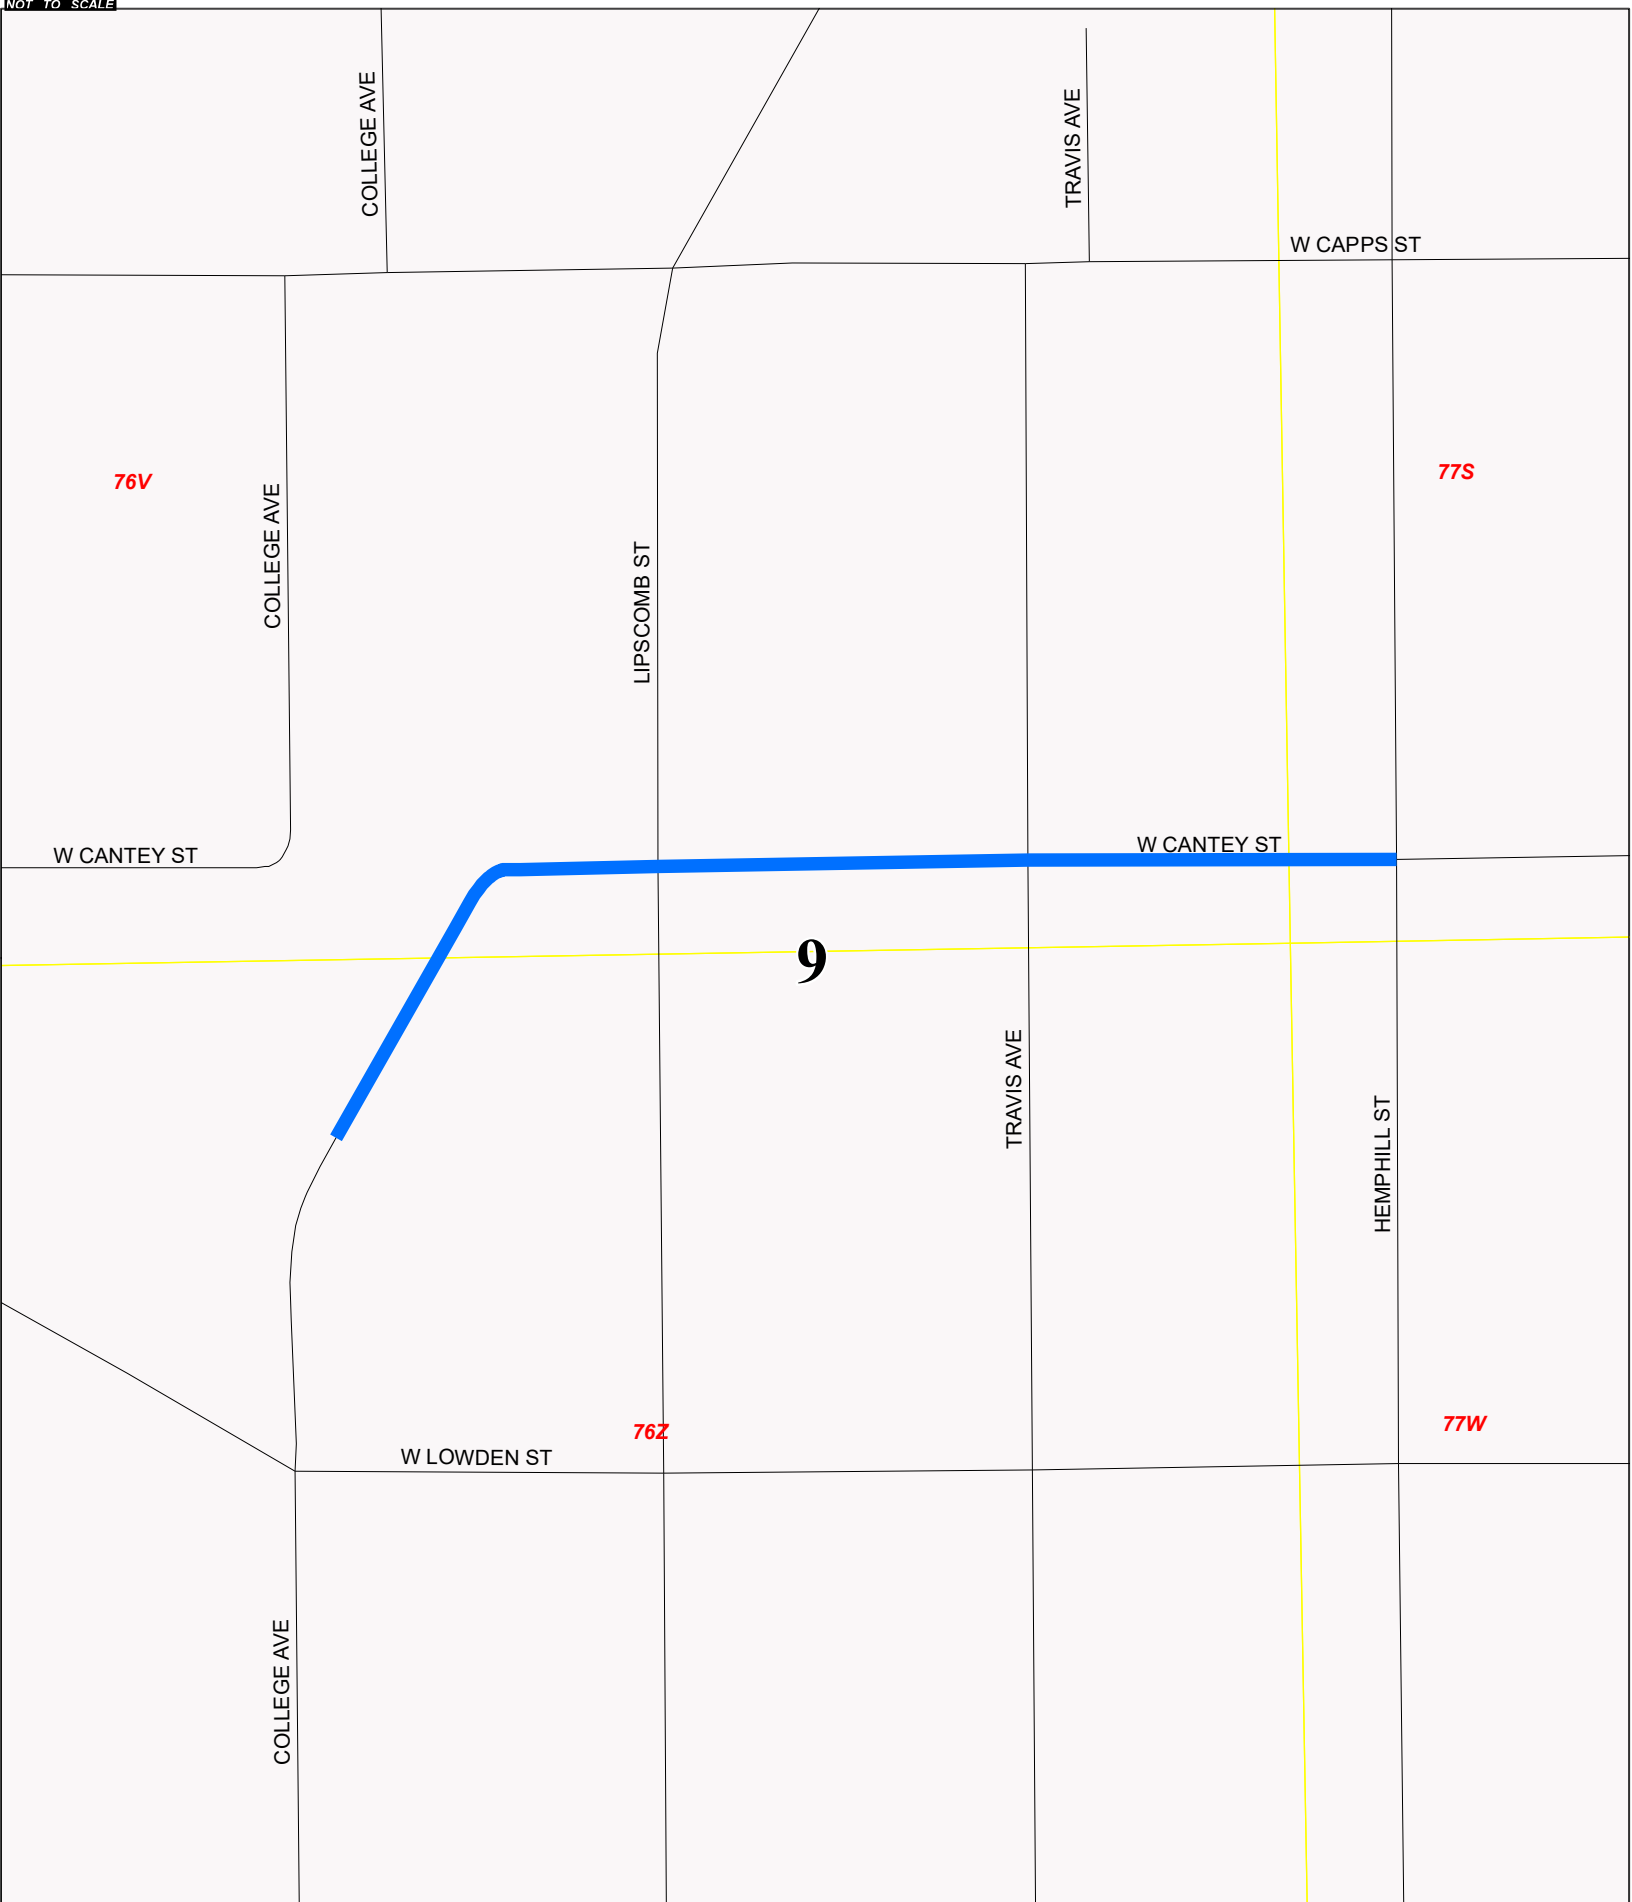 NOT TO SCALE
COLLEGE AVE
TRAVIS AVE
W CAPPS ST
76V
77S
COLLEGE AVE
LIPSCOMB ST
W CANTEY ST
W CANTEY ST
9
TRAVIS AVE
HEMPHILL ST
76Z
77W
W LOWDEN ST
COLLEGE AVE